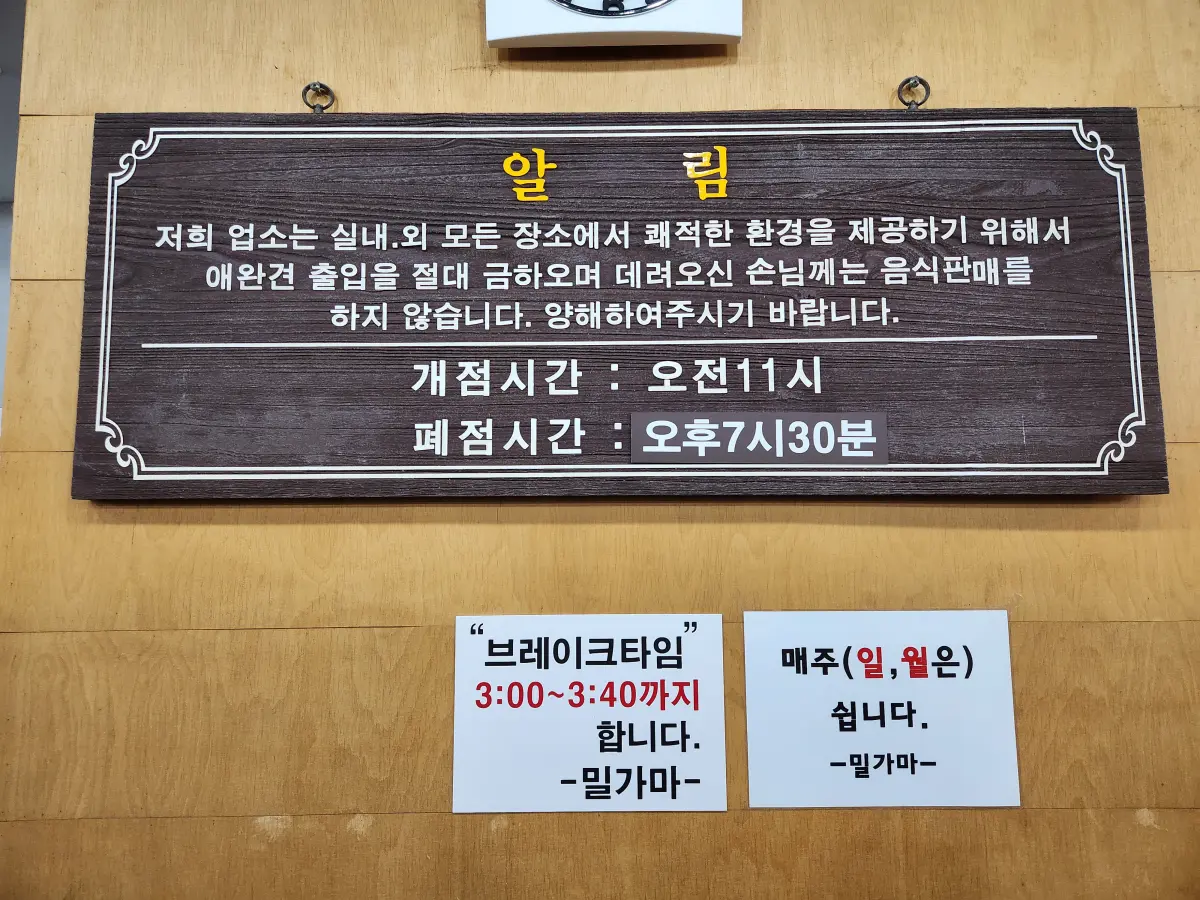 알 림
저희 업소는 실내.외 모든 장소에서 쾌적한 환경을 제공하기 위해서
애완견 출입을 절대 금하오며 데려오신 손님께는 음식판매를
하지 않습니다. 양해하여주시기 바랍니다.
개점시간 : 오전11시
폐점시간 : 오후7시30분
“브레이크타임”
3:00~3:40까지
합니다.
-밀가마-
매주(일,월은)
쉽니다.
-밀가마-